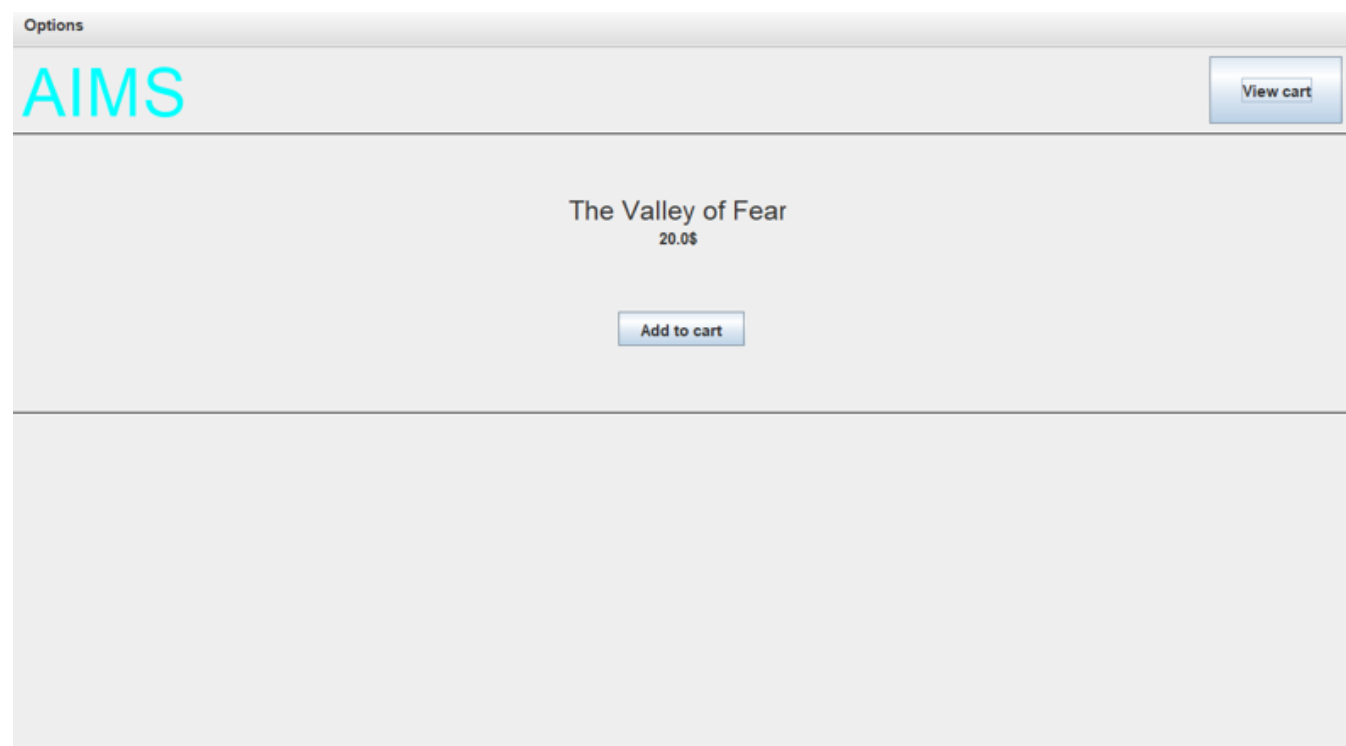 Options
AIMS
View cart
The Valley of Fear
20.0$
Add to cart